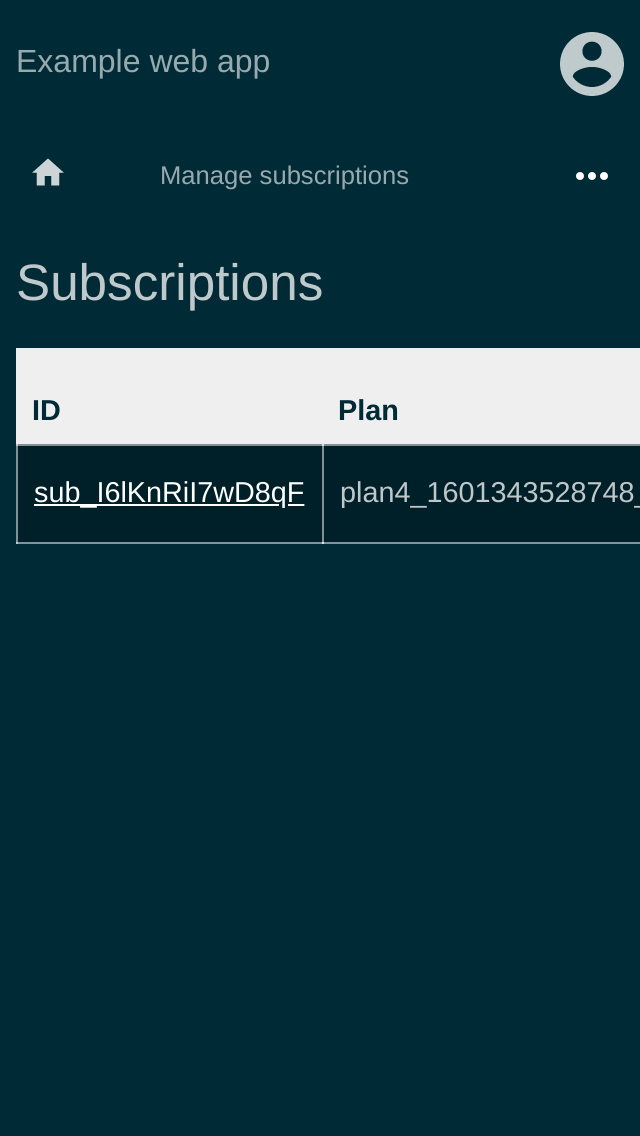 Example web app
Manage subscriptions
Subscriptions
ID Plan
sub_I6lKnRiI7wD8qF plan4_1601343528748_